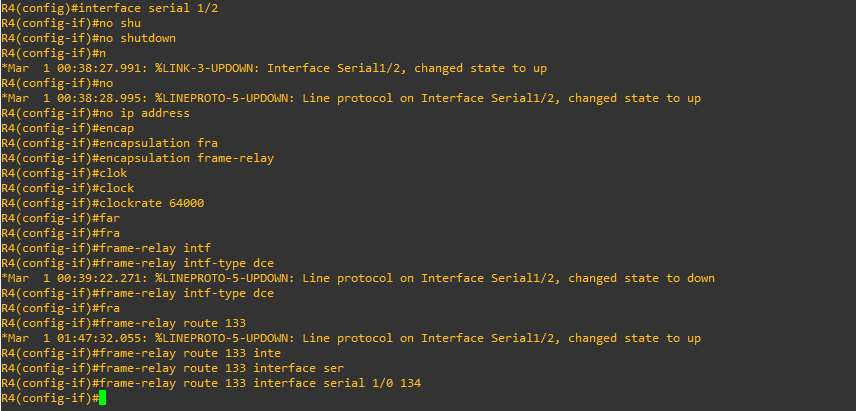 R4(config)#interface serial 1/2
R4(config-if)#no shu
R4(config-if)#no shutdown
R4(config-if)#n
*Mar  1 00:38:27.991: %LINK-3-UPDOWN: Interface Serial1/2, changed state to up
R4(config-if)#no
*Mar  1 00:38:28.995: %LINEPROTO-5-UPDOWN: Line protocol on Interface Serial1/2, changed state to up
R4(config-if)#no ip address
R4(config-if)#encap
R4(config-if)#encapsulation fra
R4(config-if)#encapsulation frame-relay
R4(config-if)#clok
R4(config-if)#clock
R4(config-if)#clockrate 64000
R4(config-if)#far
R4(config-if)#fra
R4(config-if)#frame-relay intf
R4(config-if)#frame-relay intf-type dce
*Mar  1 00:39:22.271: %LINEPROTO-5-UPDOWN: Line protocol on Interface Serial1/2, changed state to down
R4(config-if)#frame-relay intf-type dce
R4(config-if)#fra
R4(config-if)#frame-relay route 133
*Mar  1 01:47:32.055: %LINEPROTO-5-UPDOWN: Line protocol on Interface Serial1/2, changed state to up
R4(config-if)#frame-relay route 133 inte
R4(config-if)#frame-relay route 133 interface ser
R4(config-if)#frame-relay route 133 interface serial 1/0 134
R4(config-if)#